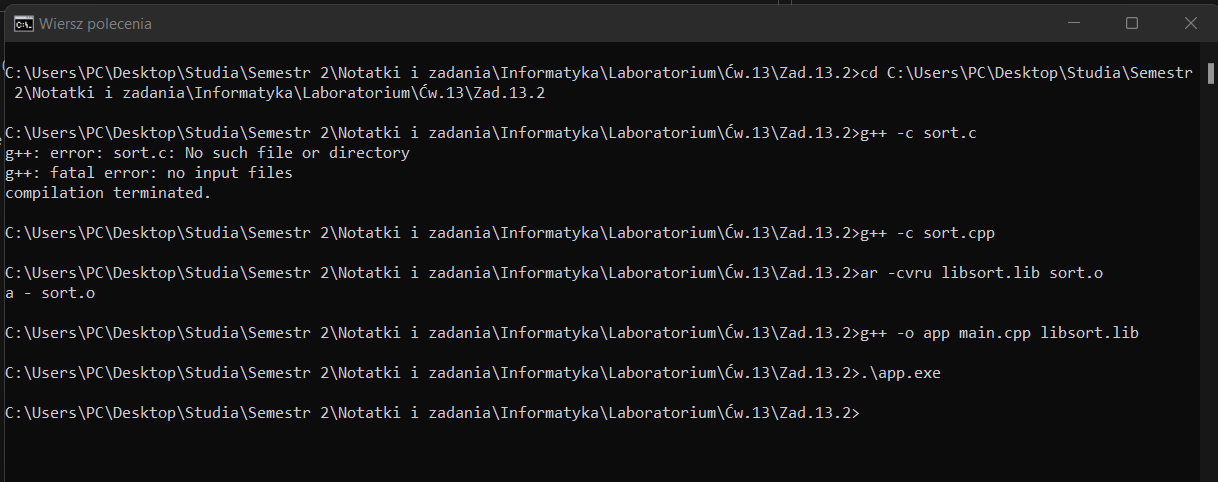 Wiersz polecenia
C:\Users\PC\Desktop\Studia\Semestr 2\Notatki i zadania\Informatyka\Laboratorium\Ćw.13\Zad.13.2>cd C:\Users\PC\Desktop\Studia\Semestr
2\Notatki i zadania\Informatyka\Laboratorium\Ćw.13\Zad.13.2
C:\Users\PC\Desktop\Studia\Semestr 2\Notatki i zadania\Informatyka\Laboratorium\Ćw.13\Zad.13.2>g++ -c sort.c
g++: error: sort.c: No such file or directory
g++: fatal error: no input files
compilation terminated.
C:\Users\PC\Desktop\Studia\Semestr 2\Notatki i zadania\Informatyka\Laboratorium\Ćw.13\Zad.13.2>g++ -c sort.cpp
C:\Users\PC\Desktop\Studia\Semestr 2\Notatki i zadania\Informatyka\Laboratorium\Ćw.13\Zad.13.2>ar -cvru libsort.lib sort.o
a - sort.o
C:\Users\PC\Desktop\Studia\Semestr 2\Notatki i zadania\Informatyka\Laboratorium\Ćw.13\Zad.13.2>g++ -o app main.cpp libsort.lib
C:\Users\PC\Desktop\Studia\Semestr 2\Notatki i zadania\Informatyka\Laboratorium\Ćw.13\Zad.13.2>.\app.exe
C:\Users\PC\Desktop\Studia\Semestr 2\Notatki i zadania\Informatyka\Laboratorium\Ćw.13\Zad.13.2>